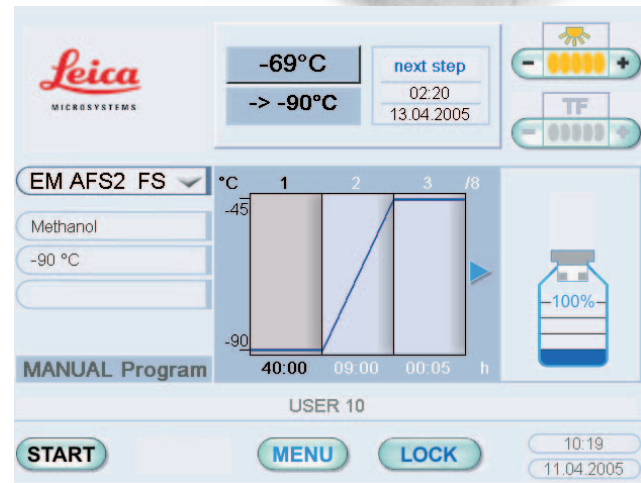 Leica
MICROSYSTEMS
-69°C
-> -90°C
next step
02:20
13.04.2005
- +
TF
- +
EM AFS2 FS
Methanol
-90 °C
MANUAL Program
°C 1 2 3 /8
-45
-90
40:00 09:00 00:05 h
-100%-
USER 10
START
MENU
LOCK
10:19
11.04.2005